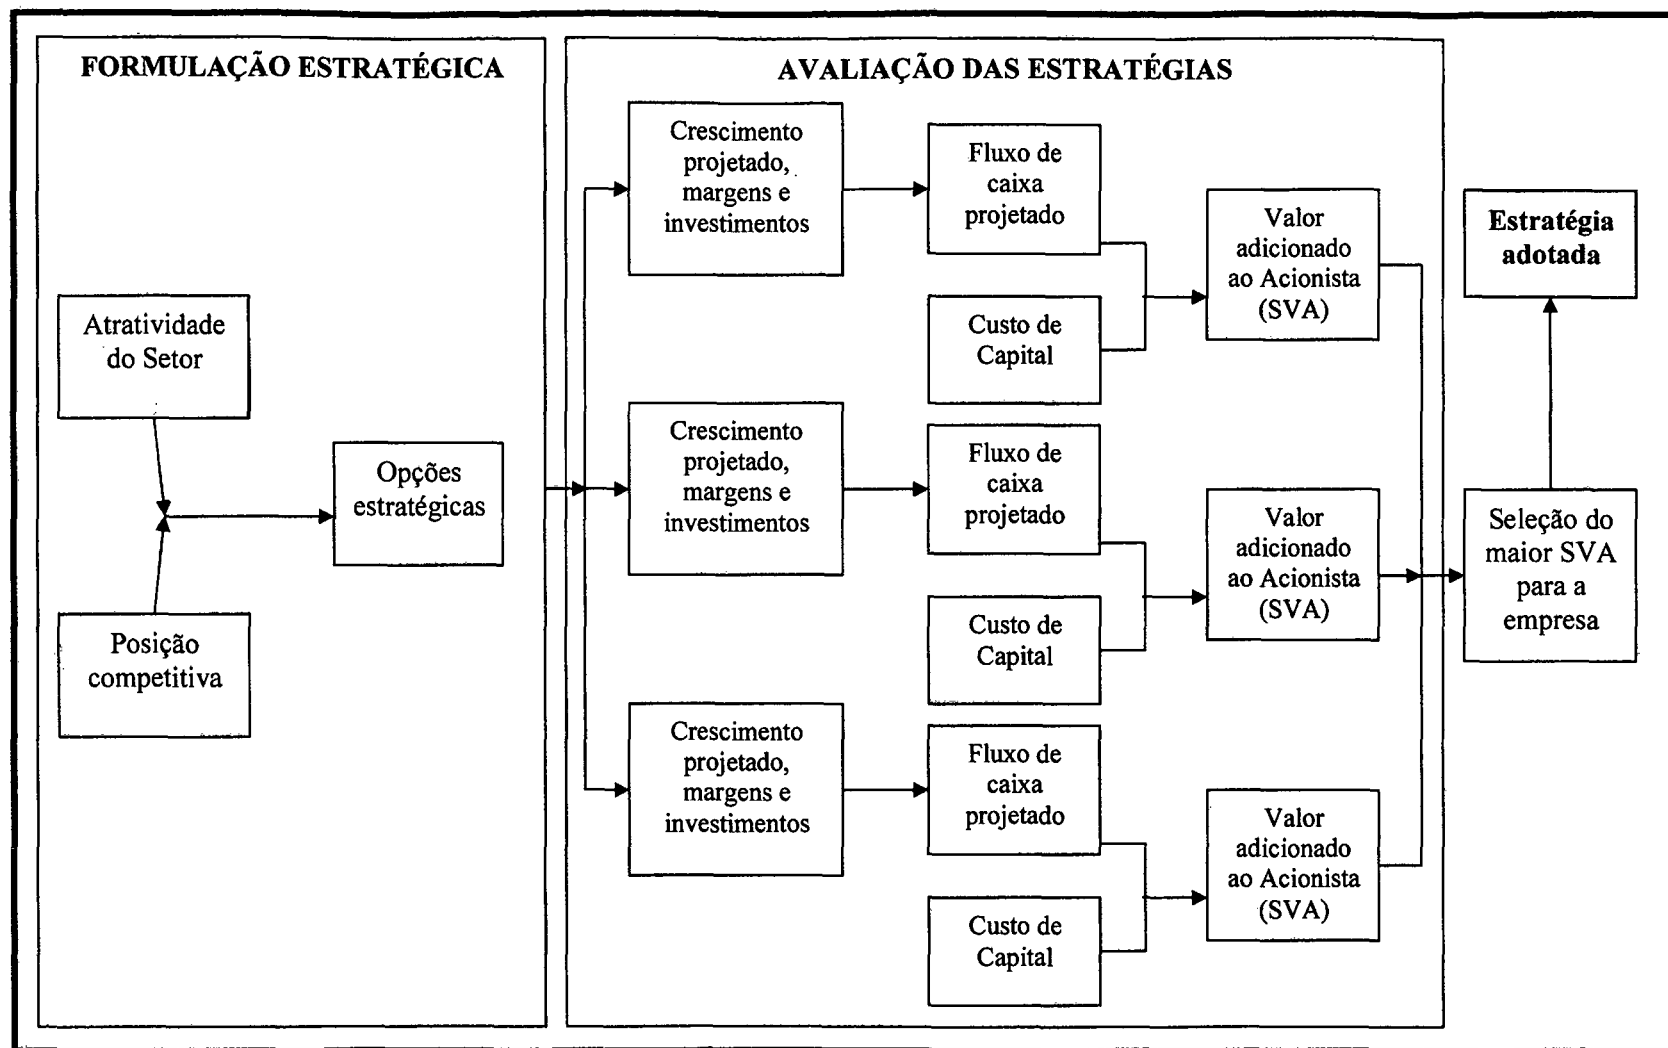 FORMULAÇÃO ESTRATÉGICA
Atratividade
do Setor
Posição
competitiva
Opções
estratégicas
AVALIAÇÃO DAS ESTRATÉGIAS
Crescimento
projetado,
margens e
investimentos
Fluxo de
caixa
projetado
Custo de
Capital
Valor
adicionado
ao Acionista
(SVA)
Crescimento
projetado,
margens e
investimentos
Fluxo de
caixa
projetado
Custo de
Capital
Valor
adicionado
ao Acionista
(SVA)
Crescimento
projetado,
margens e
investimentos
Fluxo de
caixa
projetado
Custo de
Capital
Valor
adicionado
ao Acionista
(SVA)
Estratégia
adotada
Seleção do
maior SVA
para a
empresa